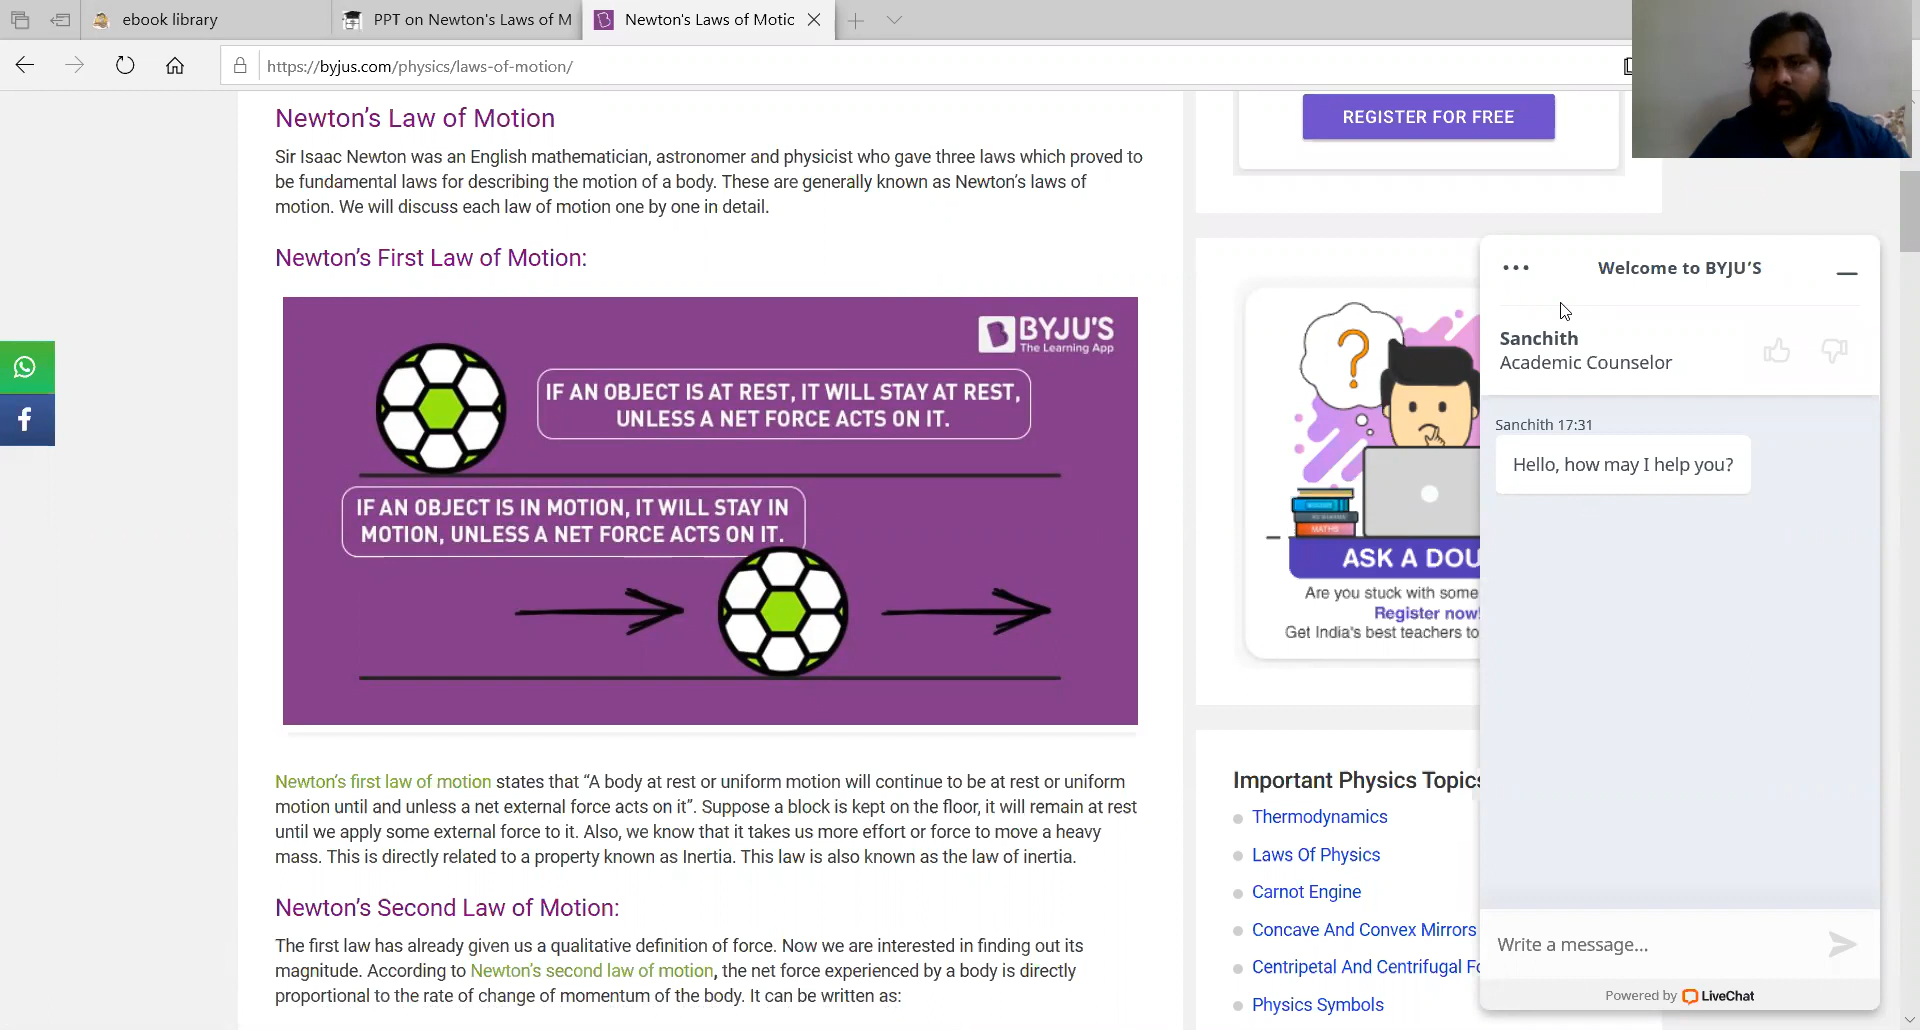 ebook library
PPT on Newton's Laws of M
Newton's Laws of Motic
https://byjus.com/physics/laws-of-motion/
Newton’s Law of Motion
Sir Isaac Newton was an English mathematician, astronomer and physicist who gave three laws which proved to
be fundamental laws for describing the motion of a body. These are generally known as Newton’s laws of
motion. We will discuss each law of motion one by one in detail.
Newton’s First Law of Motion:
BYJU'S
The Learning App
IF AN OBJECT IS AT REST, IT WILL STAY AT REST,
UNLESS A NET FORCE ACTS ON IT.
IF AN OBJECT IS IN MOTION, IT WILL STAY IN
MOTION, UNLESS A NET FORCE ACTS ON IT.
Newton’s first law of motion states that “A body at rest or uniform motion will continue to be at rest or uniform
motion until and unless a net external force acts on it”. Suppose a block is kept on the floor, it will remain at rest
until we apply some external force to it. Also, we know that it takes us more effort or force to move a heavy
mass. This is directly related to a property known as Inertia. This law is also known as the law of inertia.
Newton’s Second Law of Motion:
The first law has already given us a qualitative definition of force. Now we are interested in finding out its
magnitude. According to Newton’s second law of motion, the net force experienced by a body is directly
proportional to the rate of change of momentum of the body. It can be written as:
REGISTER FOR FREE
?
MATHS
ASK A DOU
Are you stuck with some
Register now!
Get India's best teachers to
Important Physics Topics
Thermodynamics
Laws Of Physics
Carnot Engine
Concave And Convex Mirrors
Centripetal And Centrifugal Fo
Physics Symbols
Welcome to BYJU’S
Sanchith
Academic Counselor
Sanchith 17:31
Hello, how may I help you?
Write a message...
Powered by LiveChat